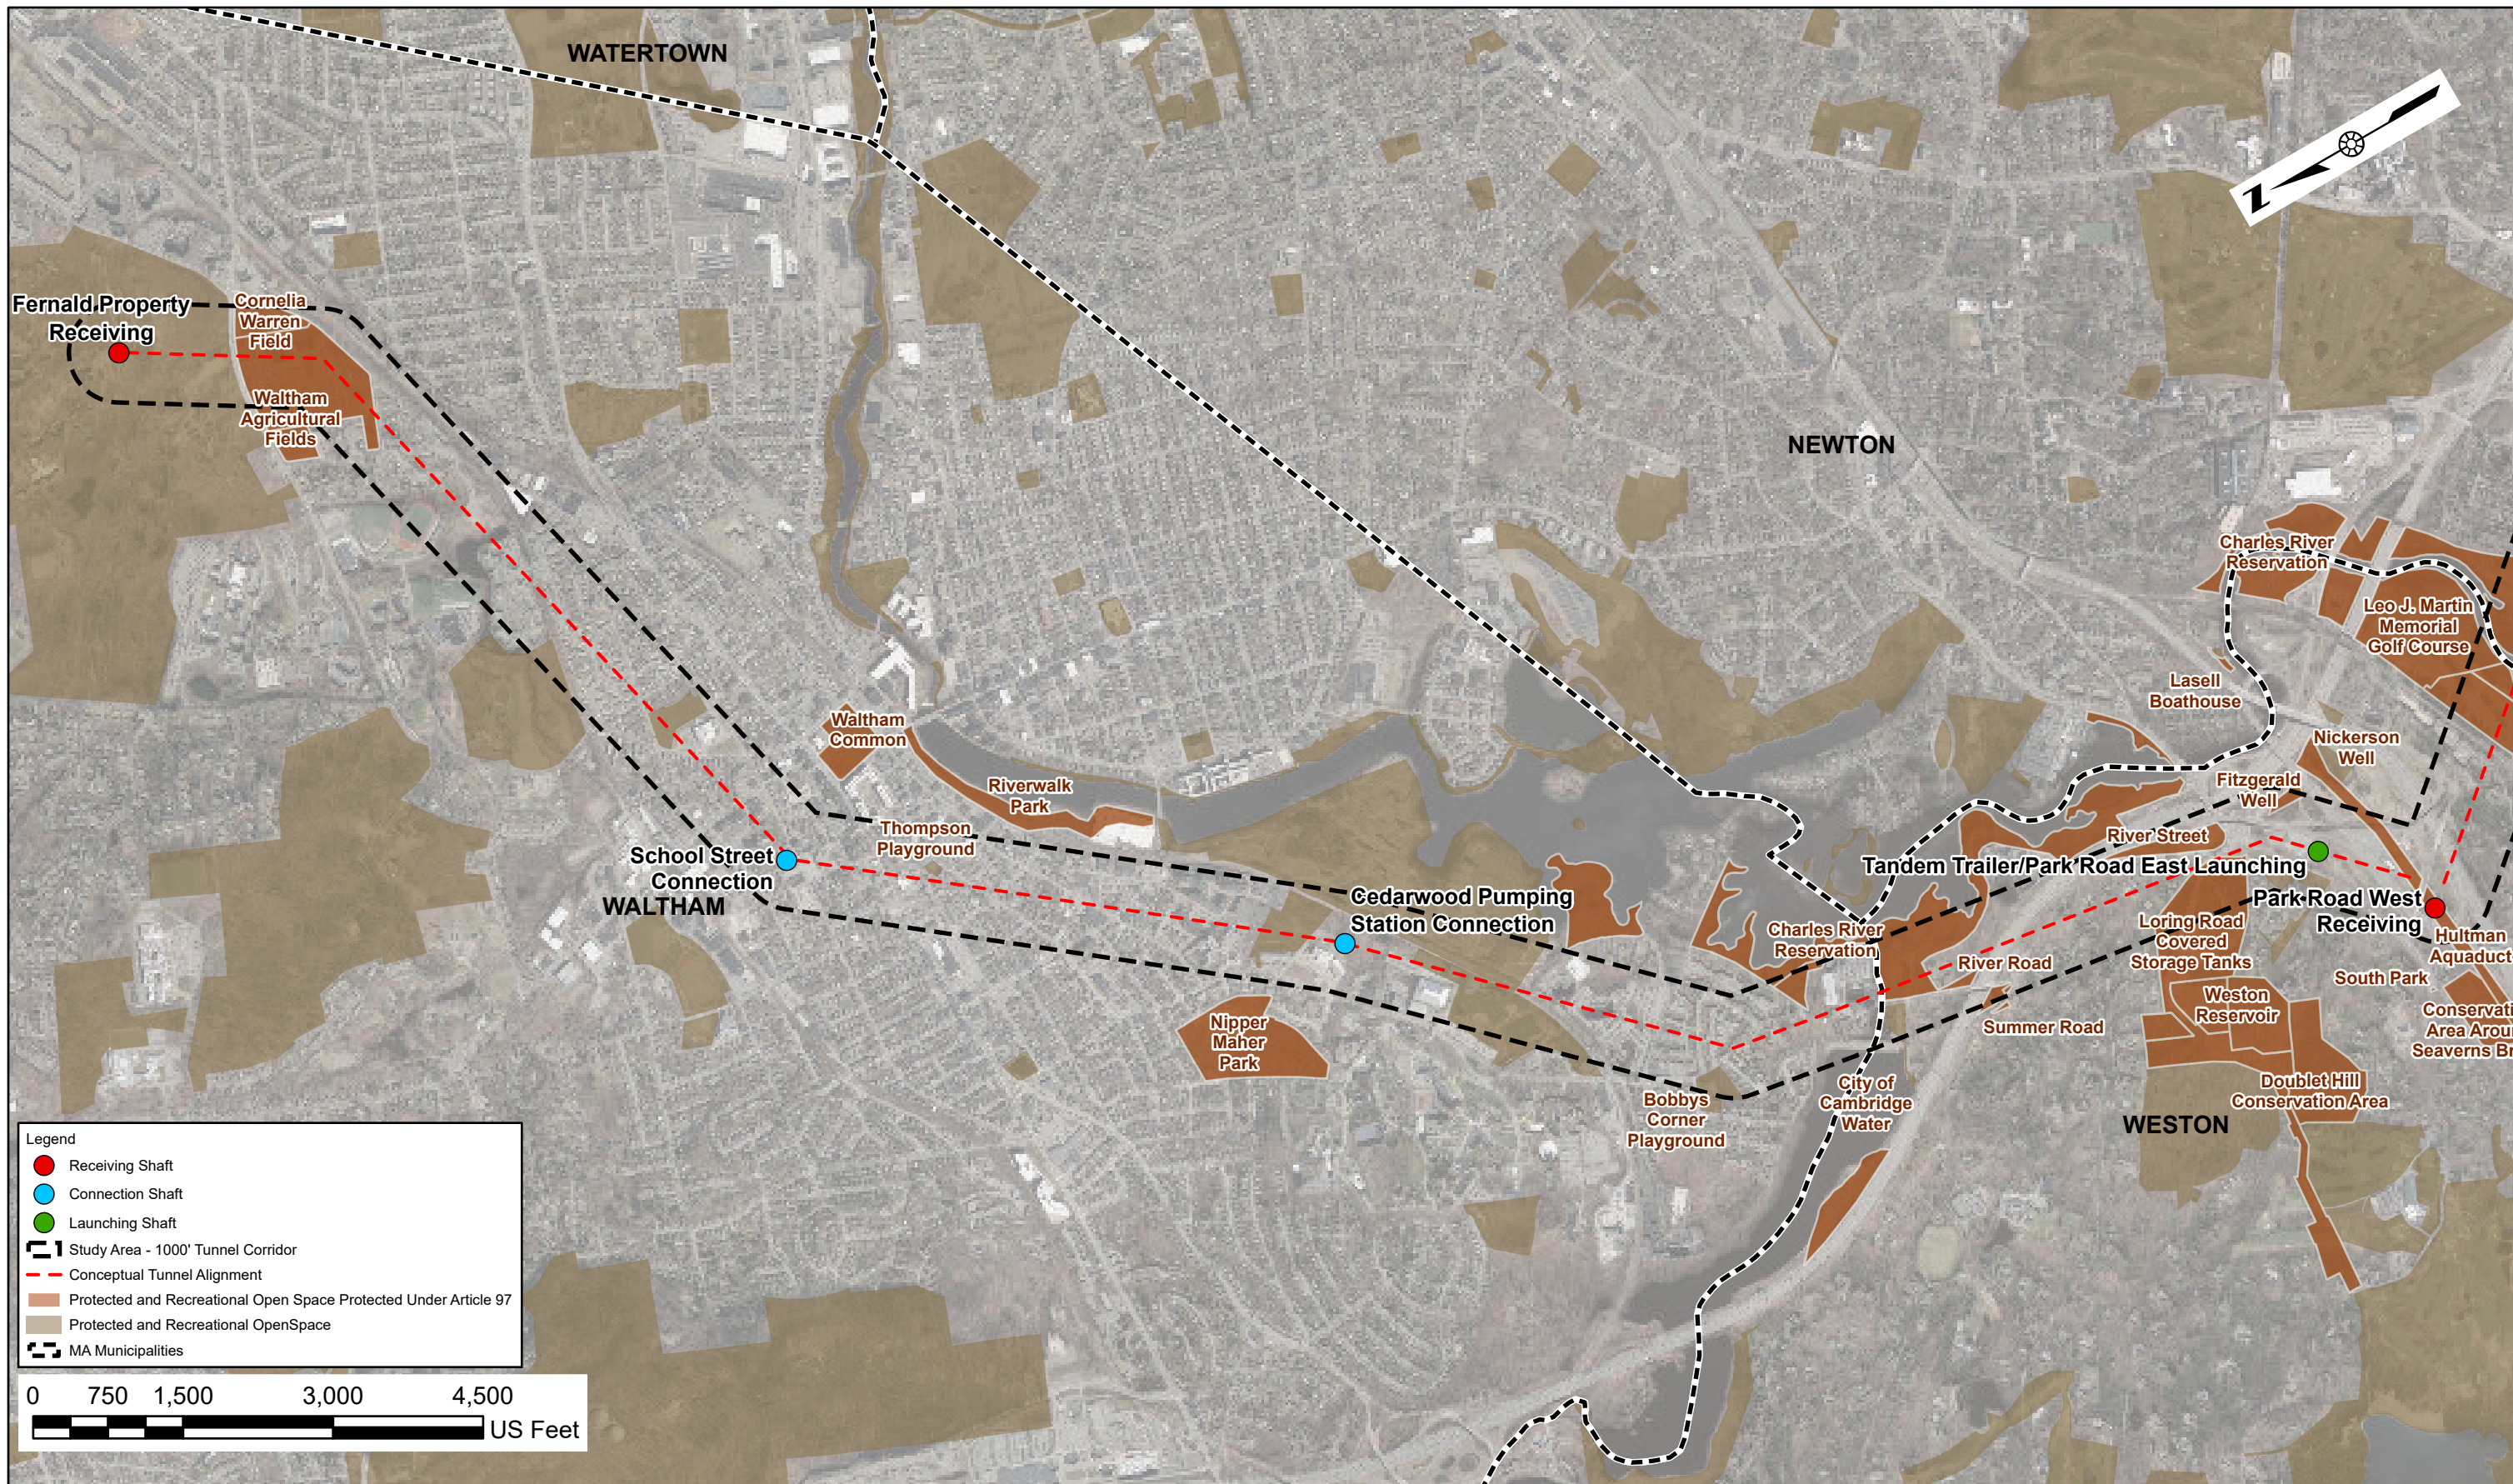 WATERTOWN
Fernald Property
Receiving
Cornelia
Warren
Field
Waltham
Agricultural
Fields
N
NEWTON
Charles River
Reservation
Leo J. Martin
Memorial
Golf Course
Lasell
Boathouse
Nickerson
Well
Fitzgerald
Well
Waltham
Common
Riverwalk
Park
Thompson
Playground
School Street
Connection
WALTHAM
Cedarwood Pumping
Station Connection
River Street
Tandem Trailer/Park Road East Launching
Park Road West
Receiving
Charles River
Reservation
River Road
Loring Road
Covered
Storage Tanks
Hultman
Aquaduct
South Park
Weston
Reservoir
Summer Road
Conservati
Area Arou
Seaverns Br
Nipper
Maher
Park
Bobbys
Corner
Playground
City of
Cambridge
Water
Doublet Hill
Conservation Area
WESTON
Legend
Receiving Shaft
Connection Shaft
Launching Shaft
Study Area - 1000' Tunnel Corridor
Conceptual Tunnel Alignment
Protected and Recreational Open Space Protected Under Article 97
Protected and Recreational OpenSpace
MA Municipalities
0 750 1,500 3,000 4,500
US Feet